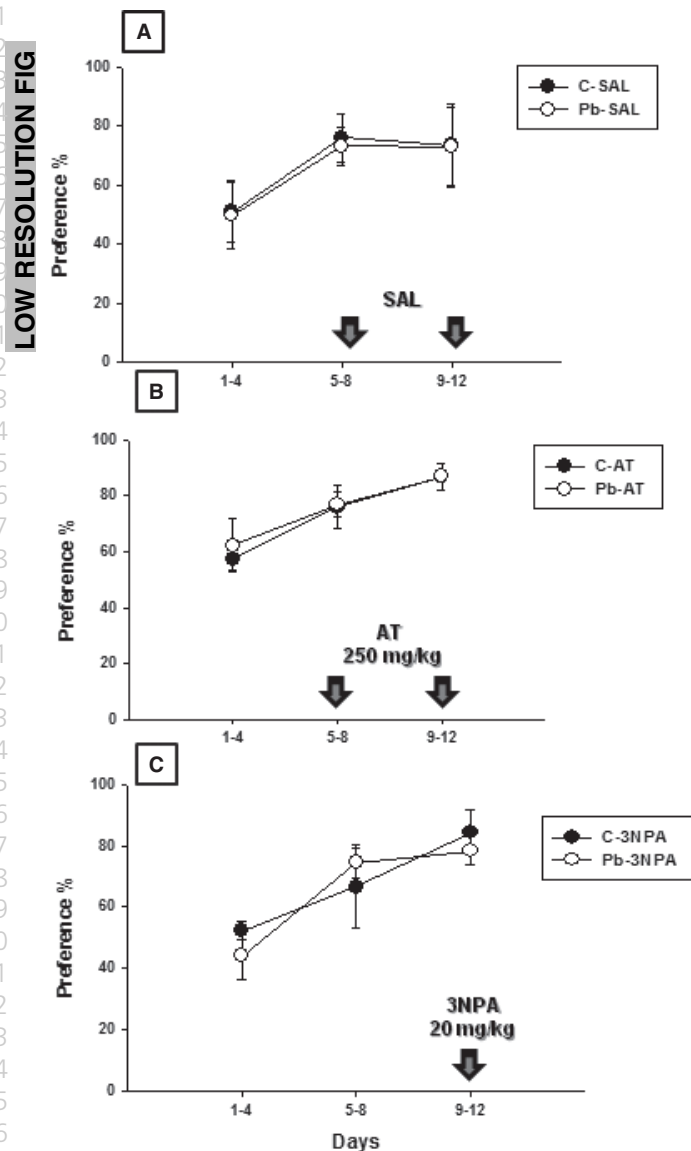 LOW RESOLUTION FIG
A
100
80
60
40
20
0
Preference %
C-SAL
Pb-SAL
SAL
1-4
5-8
9-12
B
100
80
60
40
20
0
Preference %
C-AT
Pb-AT
AT
250 mg/kg
1-4
5-8
9-12
C
100
80
60
40
20
0
Preference %
C-3NPA
Pb-3NPA
3NPA
20 mg/kg
1-4
5-8
9-12
Days